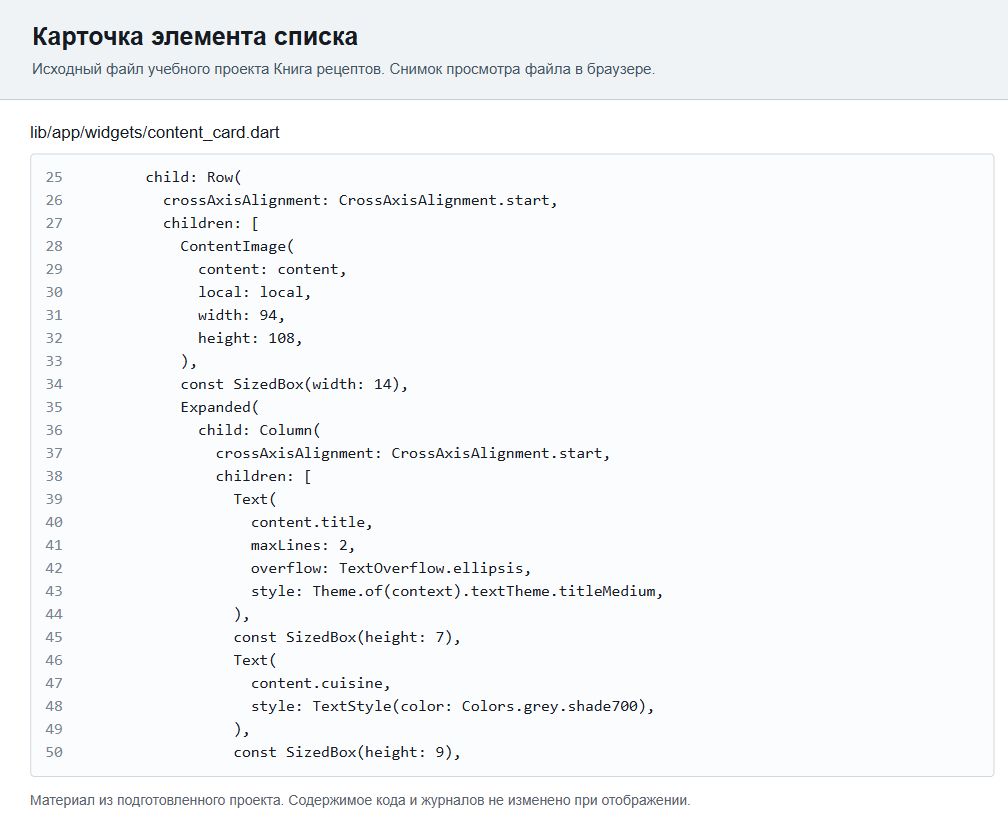 Карточка элемента списка
Исходный файл учебного проекта Книга рецептов. Снимок просмотра файла в браузере.
lib/app/widgets/content_card.dart
25 child: Row(
26 crossAxisAlignment: CrossAxisAlignment.start,
27 children: [
28 ContentImage(
29 content: content,
30 local: local,
31 width: 94,
32 height: 108,
33 ),
34 const SizedBox(width: 14),
35 Expanded(
36 child: Column(
37 crossAxisAlignment: CrossAxisAlignment.start,
38 children: [
39 Text(
40 content.title,
41 maxLines: 2,
42 overflow: TextOverflow.ellipsis,
43 style: Theme.of(context).textTheme.titleMedium,
44 ),
45 const SizedBox(height: 7),
46 Text(
47 content.cuisine,
48 style: TextStyle(color: Colors.grey.shade700),
49 ),
50 const SizedBox(height: 9),
Материал из подготовленного проекта. Содержимое кода и журналов не изменено при отображении.